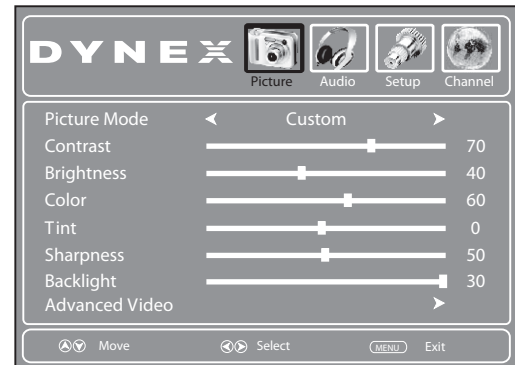 DYNEX
Picture Audio Setup Channel
Picture Mode Custom
Contrast 70
Brightness 40
Color 60
Tint 0
Sharpness 50
Backlight 30
Advanced Video
Move Select MENU Exit